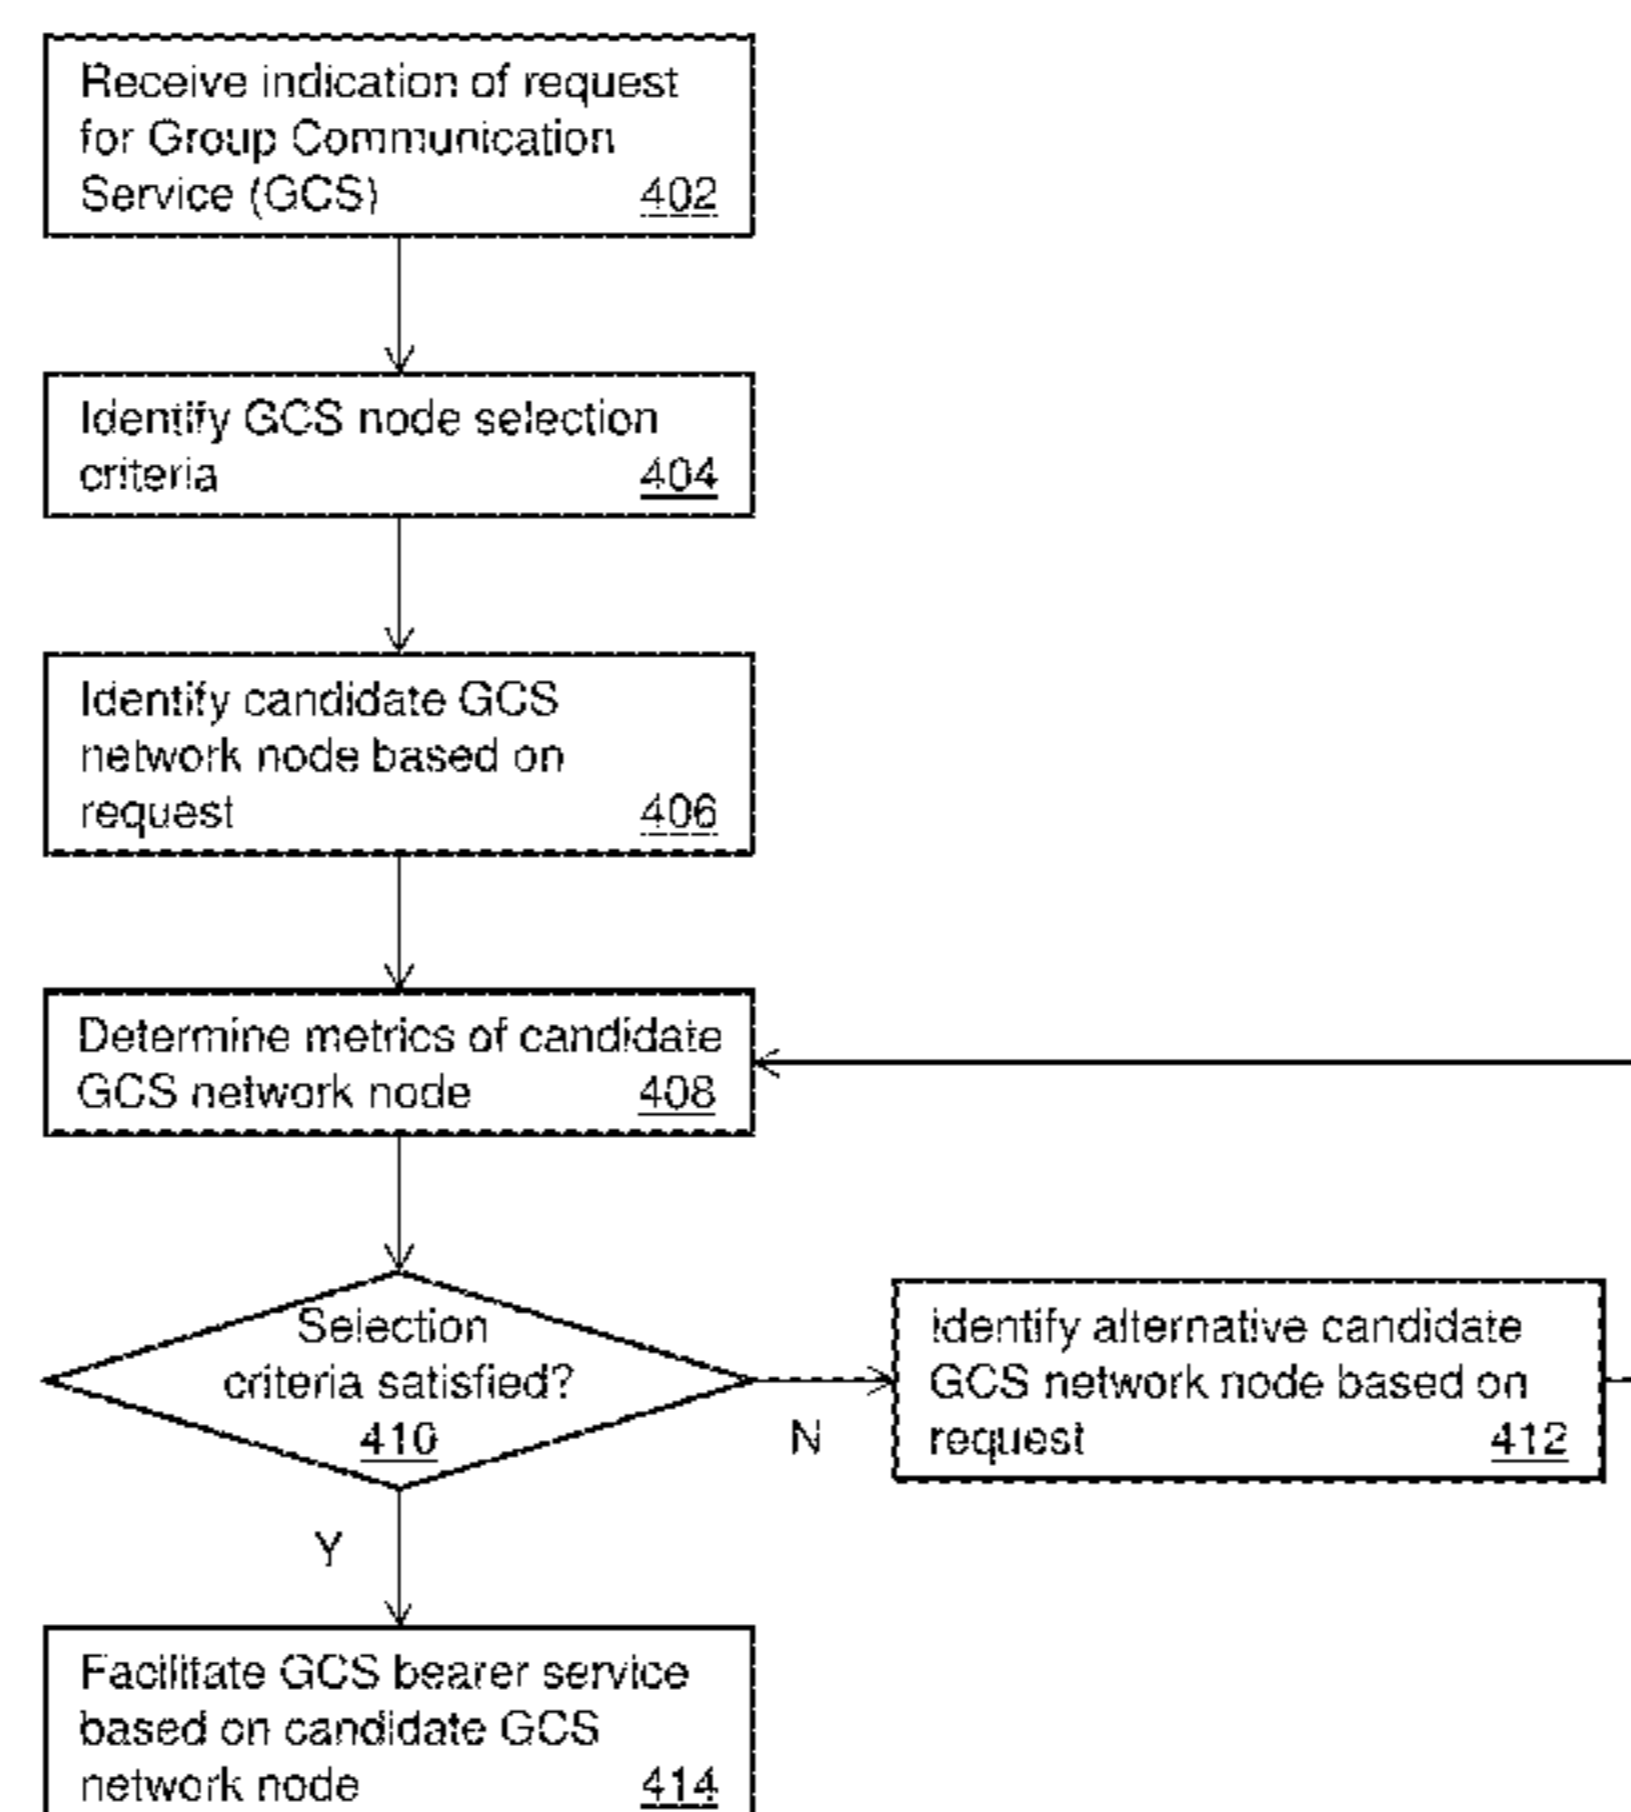 Receive indication of request
for Group Communication
Service (GCS) 402
Identify GCS node selection
criteria 404
Identify candidate GCS
network node based on
request 406
Determine metrics of candidate
GCS network node 408
Selection
criteria satisfied?
410
N
Identify alternative candidate
GCS network node based on
request 412
Y
Facilitate GCS bearer service
based on candidate GCS
network node 414